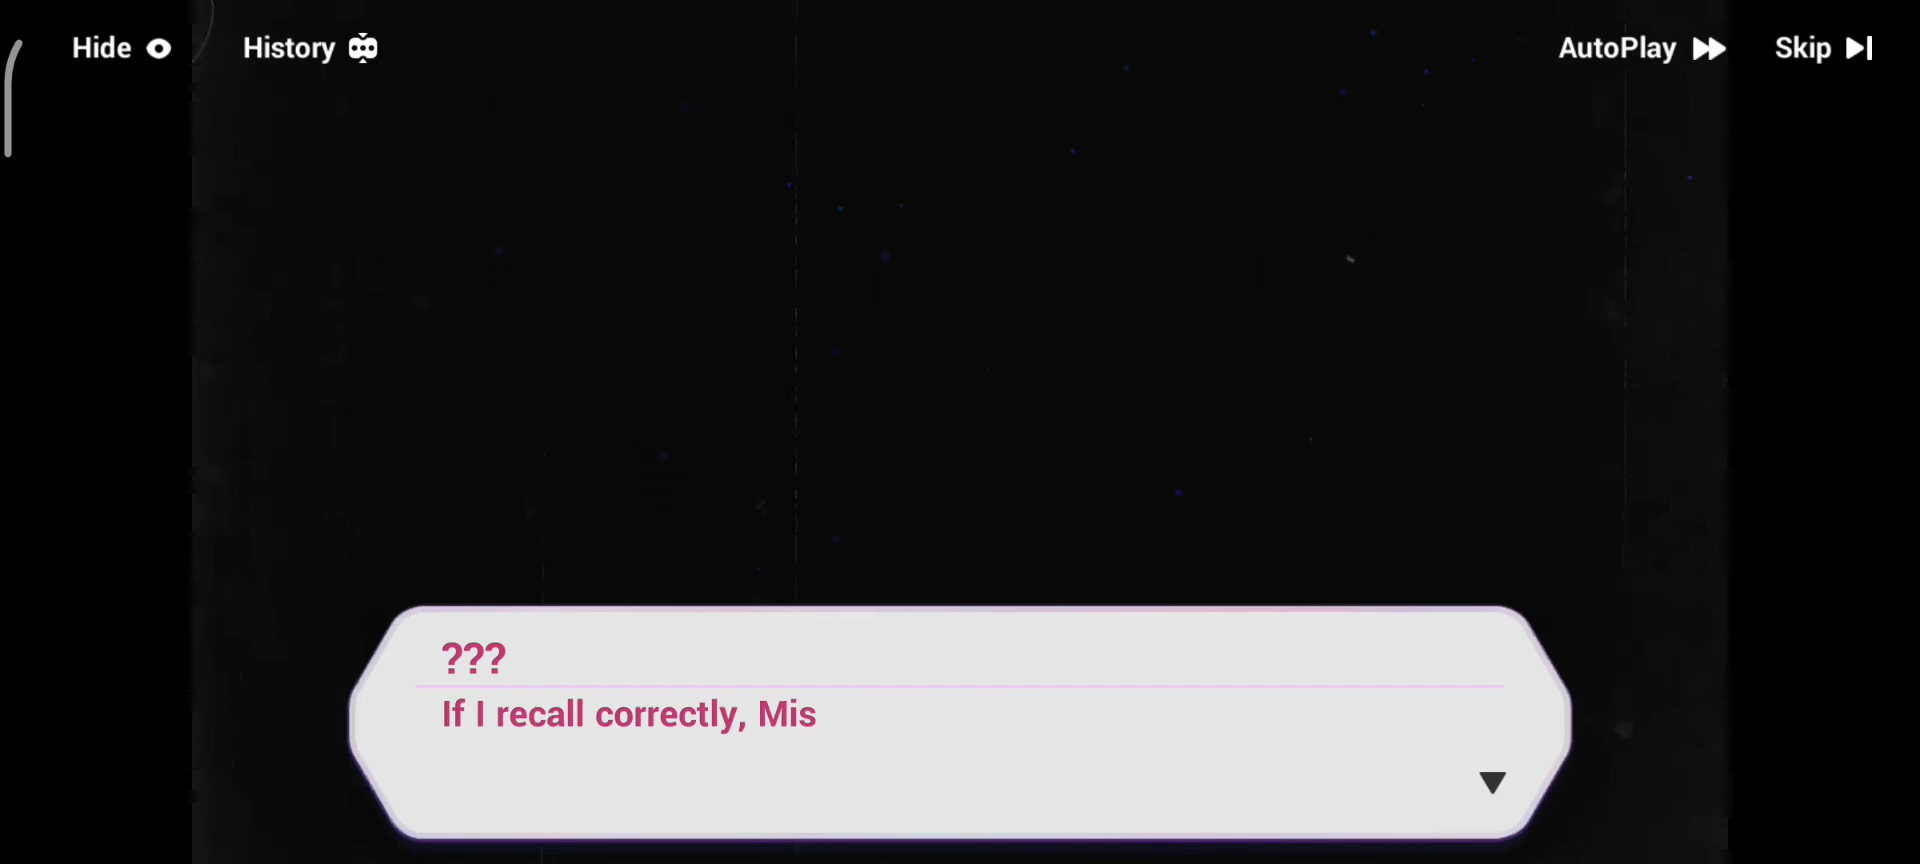 Hide
History
AutoPlay
Skip
???
If I recall correctly, Mis